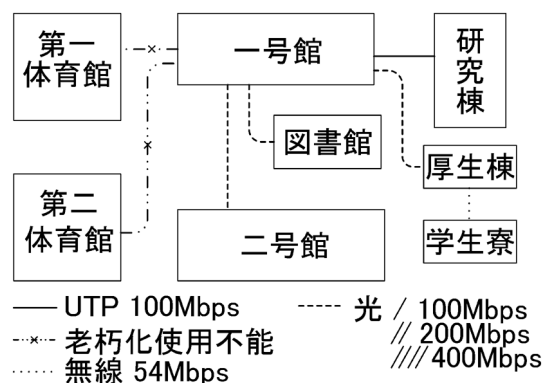 第一
体育館
一号館
研究棟
図書館
厚生棟
第二
体育館
二号館
学生寮
UTP 100Mbps
老朽化使用不能
無線 54Mbps
光 / 100Mbps
// 200Mbps
//// 400Mbps